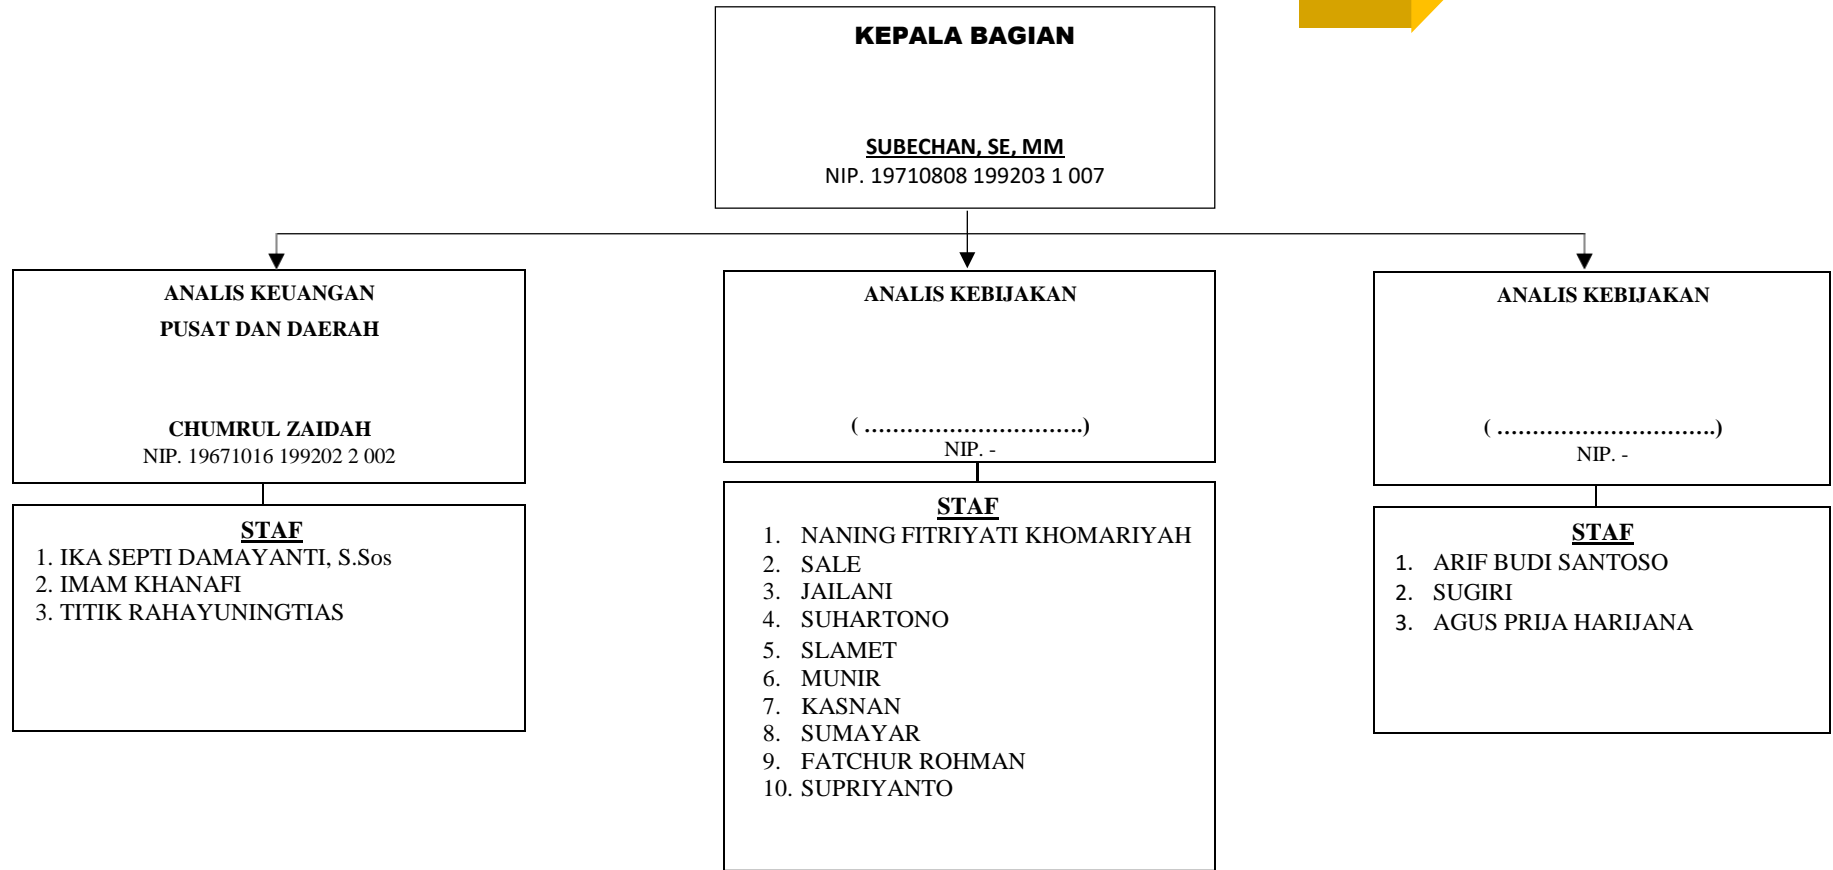 KEPALA BAGIAN
SUBECHAN, SE, MM
NIP. 19710808 199203 1 007
ANALIS KEUANGAN
PUSAT DAN DAERAH
CHUMRUL ZAIDAH
NIP. 19671016 199202 2 002
STAF
1. IKA SEPTI DAMAYANTI, S.Sos
2. IMAM KHANAFI
3. TITIK RAHAYUNINGTIAS
ANALIS KEBIJAKAN
( ………………………….)
NIP. -
STAF
1. NANING FITRIYATI KHOMARIYAH
2. SALE
3. JAILANI
4. SUHARTONO
5. SLAMET
6. MUNIR
7. KASNAN
8. SUMAYAR
9. FATCHUR ROHMAN
10. SUPRIYANTO
ANALIS KEBIJAKAN
( ………………………….)
NIP. -
STAF
1. ARIF BUDI SANTOSO
2. SUGIRI
3. AGUS PRIJA HARIJANA